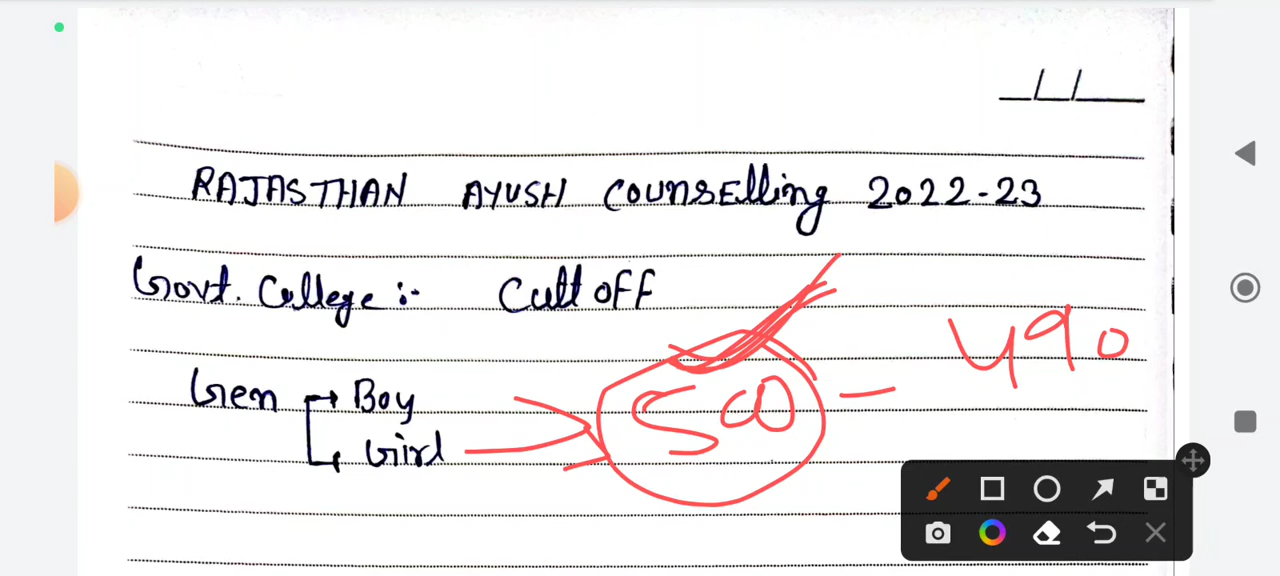 RAJASTHAN AYUSH COUNSElling 2022-23
Govt. College :- Cutt OFF
Gen → Boy
→ Girl
500 - 490